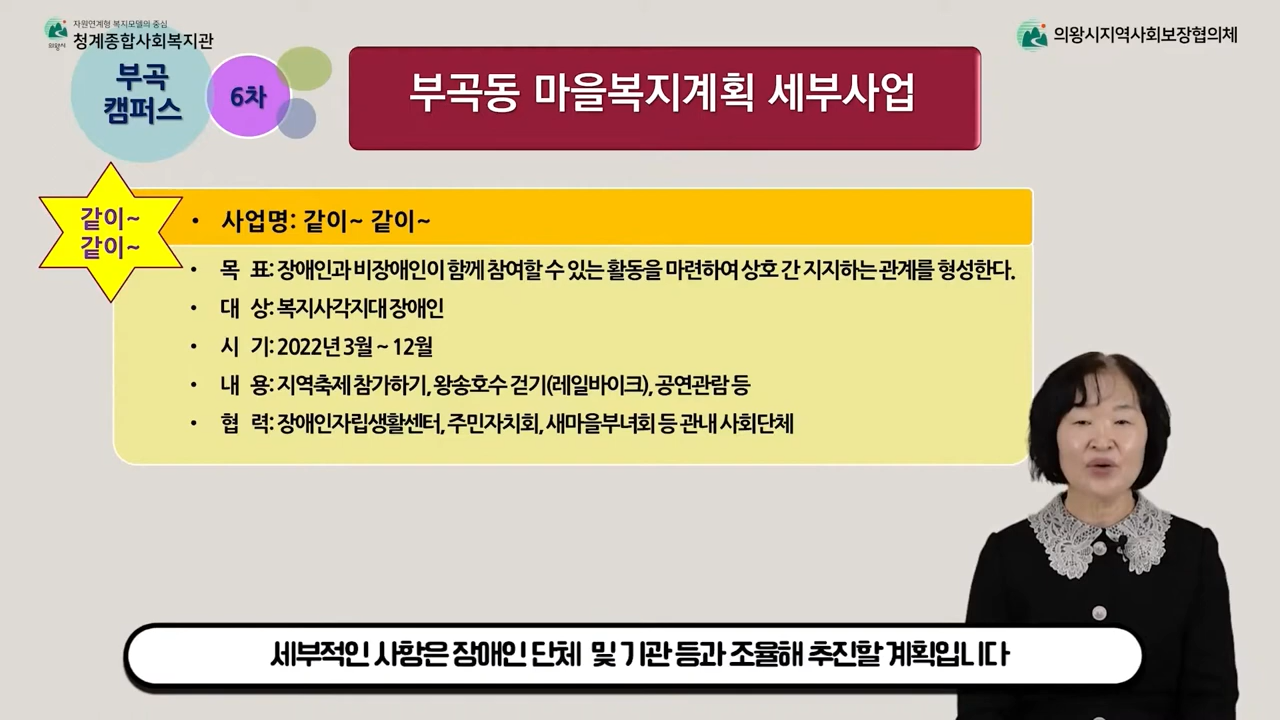 자원연계형 복지모델의 중심
의왕시
청계종합사회복지관
의왕시지역사회보장협의체
부곡
캠퍼스
6차
부곡동 마을복지계획 세부사업
같이~
같이~
• 사업명: 같이~ 같이~
• 목 표: 장애인과 비장애인이 함께 참여할 수 있는 활동을 마련하여 상호 간 지지하는 관계를 형성한다.
• 대 상: 복지사각지대 장애인
• 시 기: 2022년 3월 ~ 12월
• 내 용: 지역축제 참가하기, 왕송호수 걷기(레일바이크), 공연관람 등
• 협 력: 장애인자립생활센터, 주민자치회, 새마을부녀회 등 관내 사회단체
세부적인 사항은 장애인 단체 및 기관 등과 조율해 추진할 계획입니다